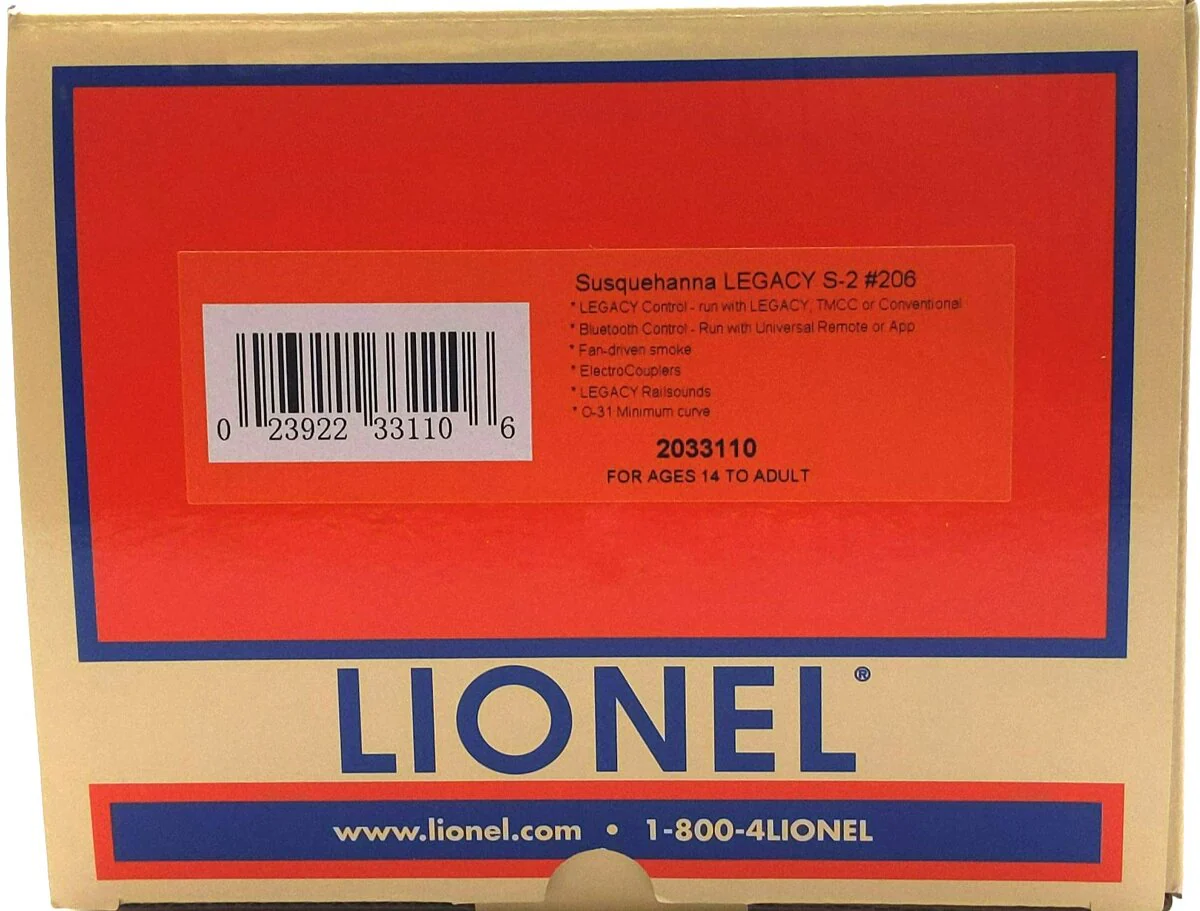 Susquehanna LEGACY S-2 #206
* LEGACY Control - run with LEGACY, TMCC or Conventional
* Bluetooth Control - Run with Universal Remote or App
* Fan-driven smoke
* ElectroCouplers
* LEGACY Railsounds
* O-31 Minimum curve
0 23922 33110 6
2033110
FOR AGES 14 TO ADULT
LIONEL®
www.lionel.com • 1-800-4LIONEL